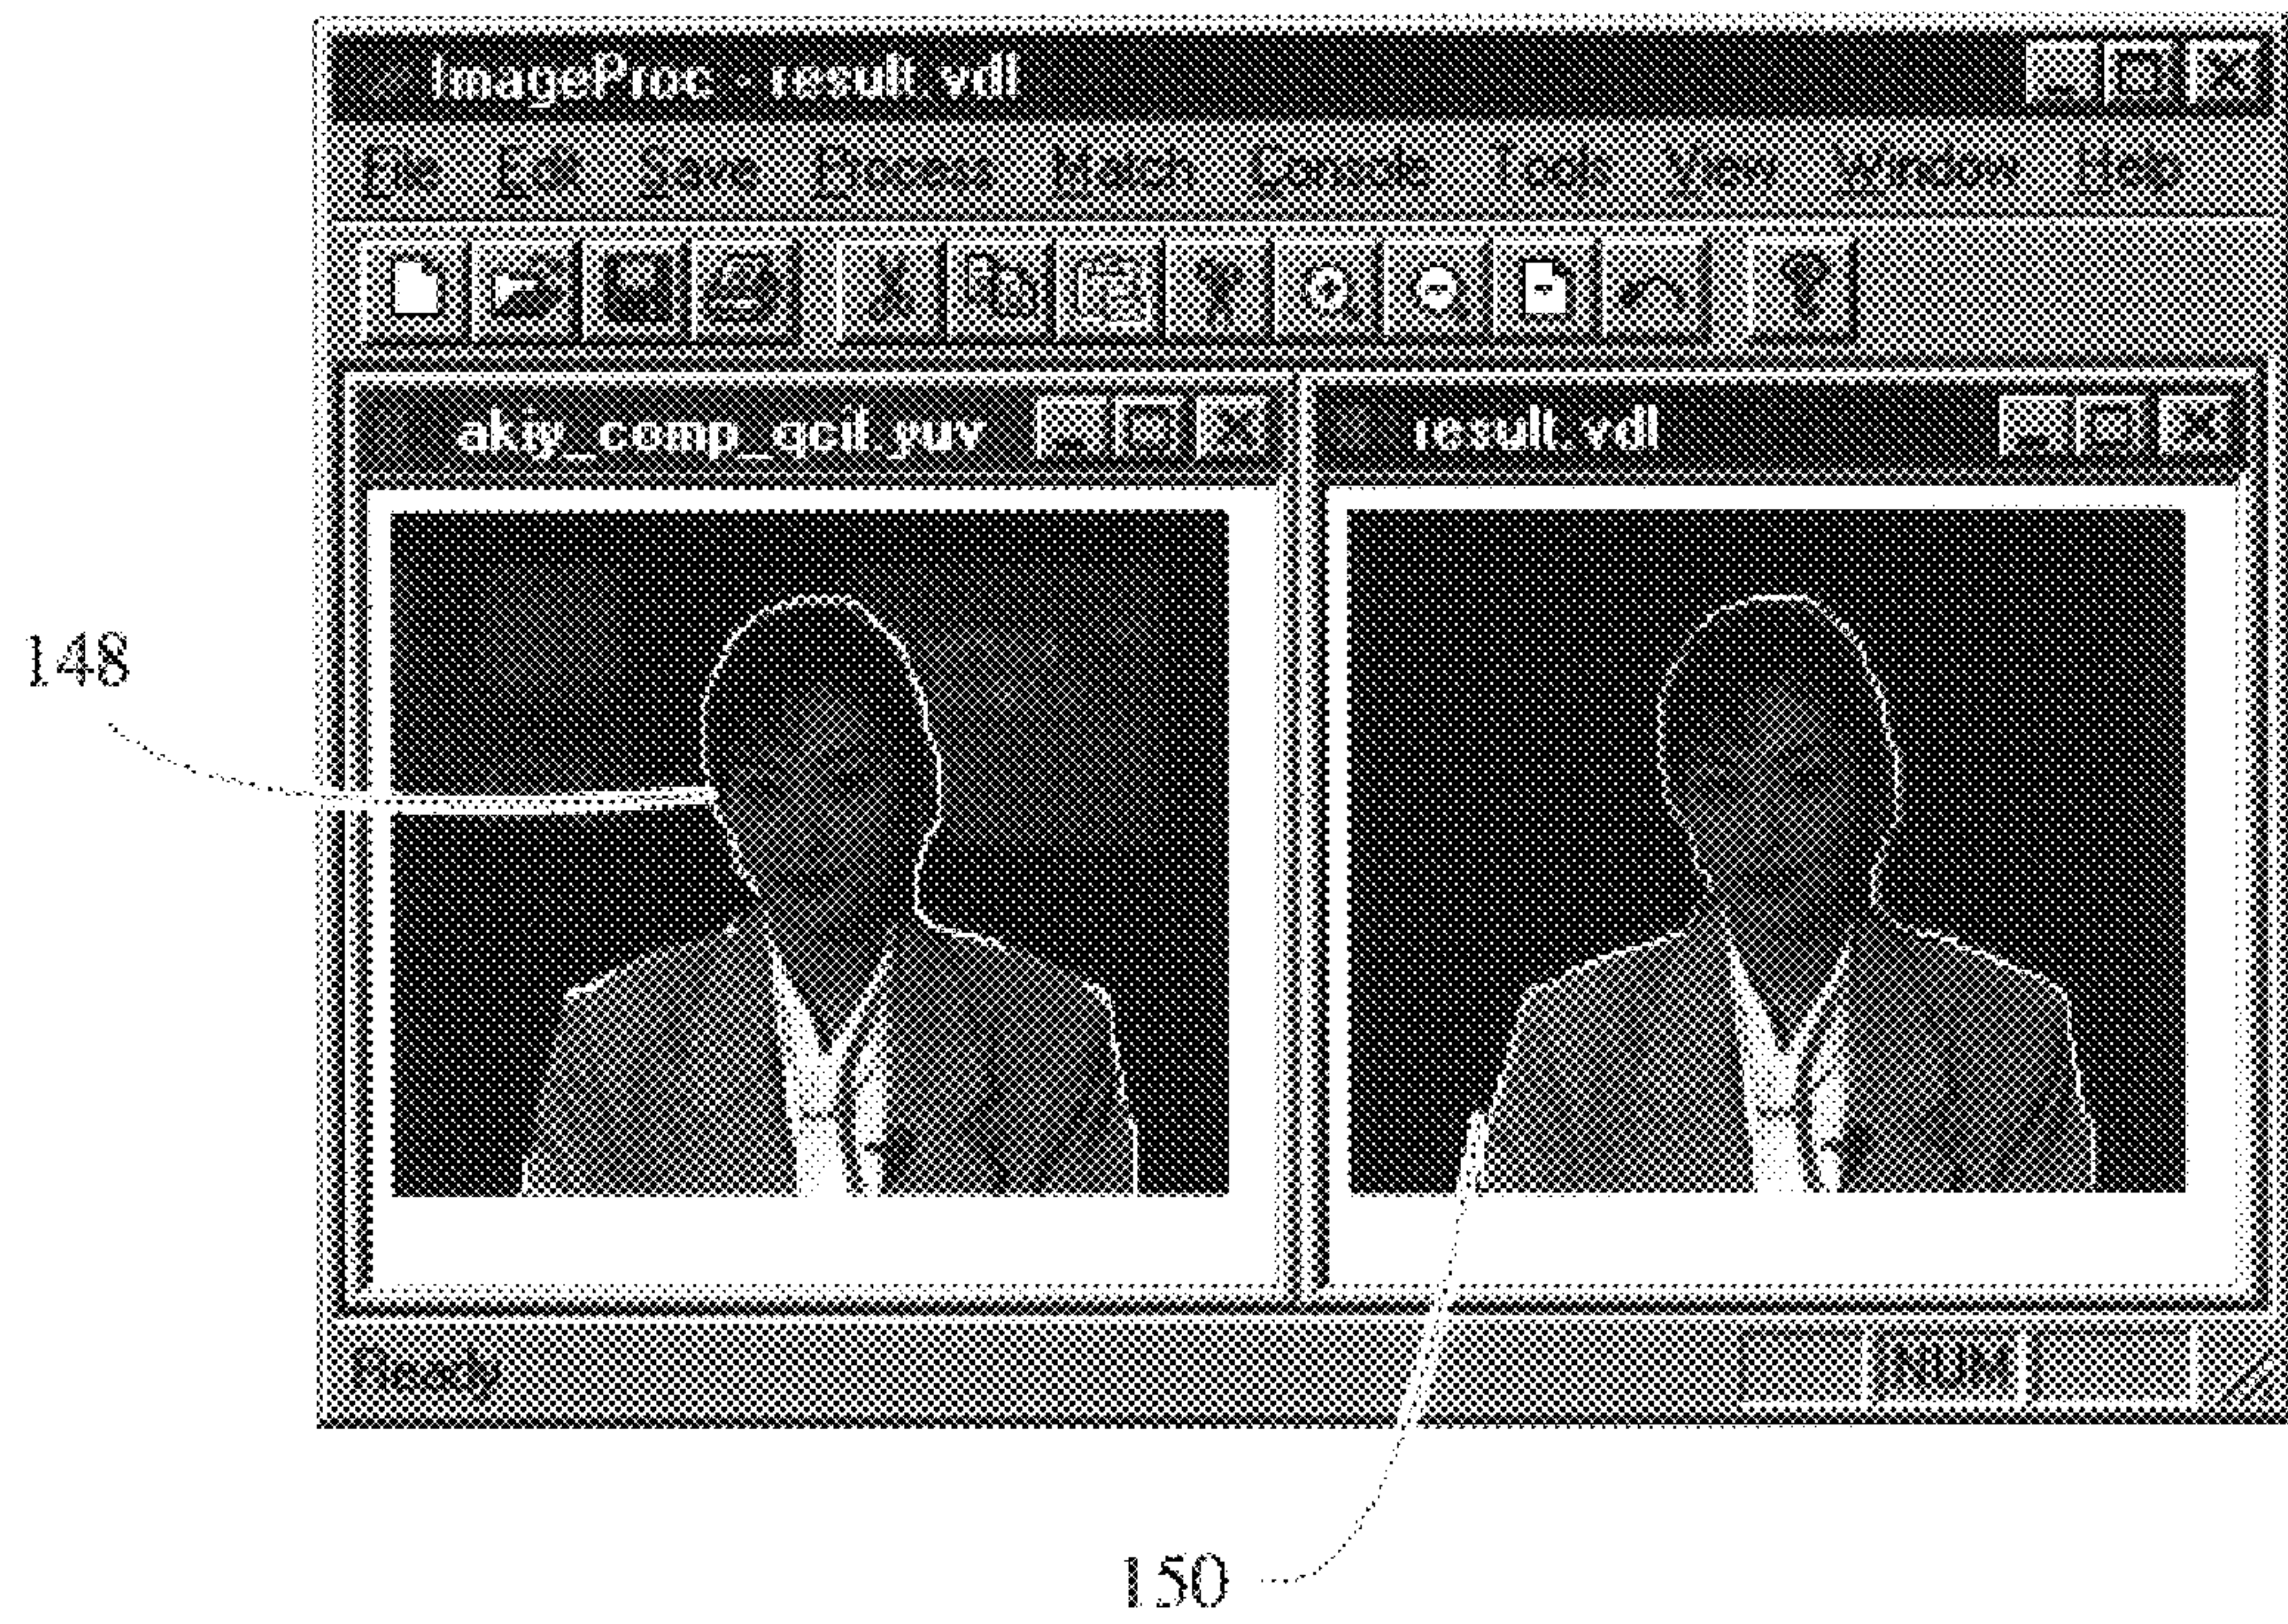 ImageProc - result.vdl
File Edit Save Process Match Console Tools View Window Help
akiy_comp_qcif.yuv
result.vdl
148
Ready
NUM
150